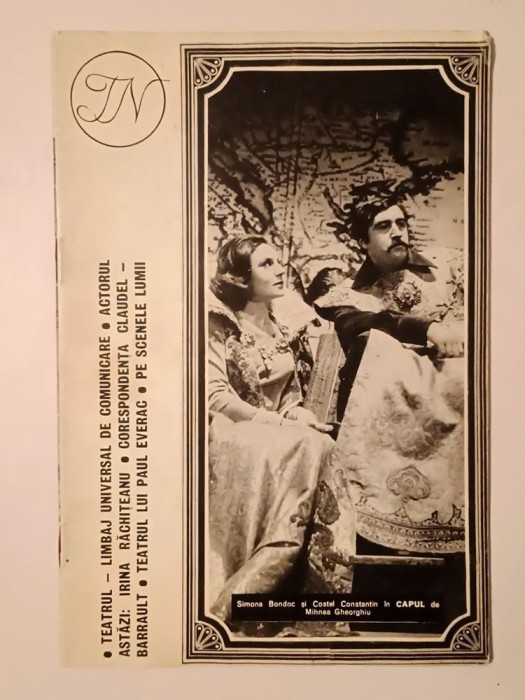 TN
● TEATRUL – LIMBAJ UNIVERSAL DE COMUNICARE ● ACTORUL
ASTĂZI: IRINA RĂCHIȚEANU ● CORESPONDENȚA CLAUDEL –
BARRAULT ● TEATRUL LUI PAUL EVERAC ● PE SCENELE LUMII
Simona Bondoc și Costel Constantin în CAPUL de
Mihnea Gheorghiu